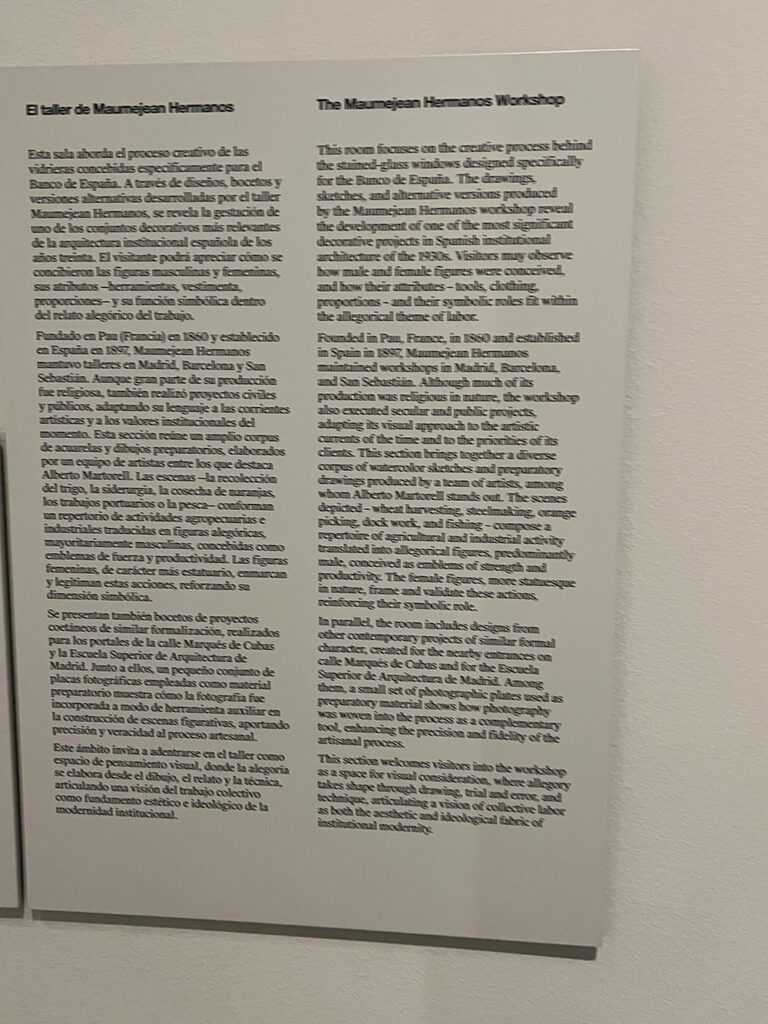 El taller de Maumejean Hermanos
Esta sala aborda el proceso creativo de las
vidrieras concebidas específicamente para el
Banco de España. A través de diseños, bocetos y
versiones alternativas desarrolladas por el taller
Maumejean Hermanos, se revela la gestación de
uno de los conjuntos decorativos más relevantes
de la arquitectura institucional española de los
años treinta. El visitante podrá apreciar cómo se
concibieron las figuras masculinas y femeninas,
sus atributos –herramientas, vestimenta,
proporciones– y su función simbólica dentro
del relato alegórico del trabajo.
Fundado en Pau (Francia) en 1860 y establecido
en España en 1897, Maumejean Hermanos
mantuvo talleres en Madrid, Barcelona y San
Sebastián. Aunque gran parte de su producción
fue religiosa, también realizó proyectos civiles
y públicos, adaptando su lenguaje a las corrientes
artísticas y a los valores institucionales del
momento. Esta sección reúne un amplio corpus
de acuarelas y dibujos preparatorios, elaborados
por un equipo de artistas entre los que destaca
Alberto Martorell. Las escenas –la recolección
del trigo, la siderurgia, la cosecha de naranjas,
los trabajos portuarios o la pesca– conforman
un repertorio de actividades agropecuarias e
industriales traducidas en figuras alegóricas,
mayoritariamente masculinas, concebidas como
emblemas de fuerza y productividad. Las figuras
femeninas, de carácter más estatuario, enmarcan
y legitiman estas acciones, reforzando su
dimensión simbólica.
Se presentan también bocetos de proyectos
coetáneos de similar formalización, realizados
para los portales de la calle Marqués de Cubas
y la Escuela Superior de Arquitectura de
Madrid. Junto a ellos, un pequeño conjunto de
placas fotográficas empleadas como material
preparatorio muestra cómo la fotografía fue
incorporada a modo de herramienta auxiliar en
la construcción de escenas figurativas, aportando
precisión y veracidad al proceso artesanal.
Este ámbito invita a adentrarse en el taller como
espacio de pensamiento visual, donde la alegoría
se elabora desde el dibujo, el relato y la técnica,
articulando una visión del trabajo colectivo
como fundamento estético e ideológico de la
modernidad institucional.
The Maumejean Hermanos Workshop
This room focuses on the creative process behind
the stained-glass windows designed specifically
for the Banco de España. The drawings,
sketches, and alternative versions produced
by the Maumejean Hermanos workshop reveal
the development of one of the most significant
decorative projects in Spanish institutional
architecture of the 1930s. Visitors may observe
how male and female figures were conceived,
and how their attributes – tools, clothing,
proportions – and their symbolic roles fit within
the allegorical theme of labor.
Founded in Pau, France, in 1860 and established
in Spain in 1897, Maumejean Hermanos
maintained workshops in Madrid, Barcelona,
and San Sebastián. Although much of its
production was religious in nature, the workshop
also executed secular and public projects,
adapting its visual approach to the artistic
currents of the time and to the priorities of its
clients. This section brings together a diverse
corpus of watercolor sketches and preparatory
drawings produced by a team of artists, among
whom Alberto Martorell stands out. The scenes
depicted – wheat harvesting, steelmaking, orange
picking, dock work, and fishing – compose a
repertoire of agricultural and industrial activity
translated into allegorical figures, predominantly
male, conceived as emblems of strength and
productivity. The female figures, more statuesque
in nature, frame and validate these actions,
reinforcing their symbolic role.
In parallel, the room includes designs from
other contemporary projects of similar formal
character, created for the nearby entrances on
calle Marqués de Cubas and for the Escuela
Superior de Arquitectura de Madrid. Among
them, a small set of photographic plates used as
preparatory material shows how photography
was woven into the process as a complementary
tool, enhancing the precision and fidelity of the
artisanal process.
This section welcomes visitors into the workshop
as a space for visual consideration, where allegory
takes shape through drawing, trial and error, and
technique, articulating a vision of collective labor
as both the aesthetic and ideological fabric of
institutional modernity.